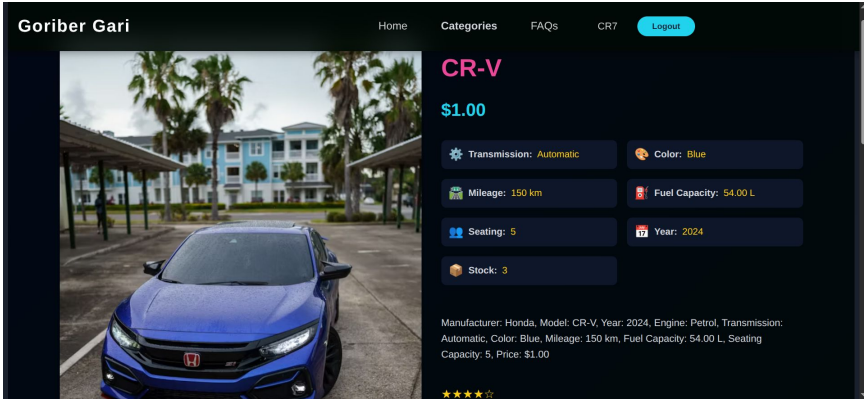 Goriber Gari
Home
Categories
FAQs
CR7
Logout
CR-V
$1.00
Transmission: Automatic
Color: Blue
Mileage: 150 km
Fuel Capacity: 54.00 L
Seating: 5
Year: 2024
Stock: 3
Manufacturer: Honda, Model: CR-V, Year: 2024, Engine: Petrol, Transmission:
Automatic, Color: Blue, Mileage: 150 km, Fuel Capacity: 54.00 L, Seating
Capacity: 5, Price: $1.00
★★★★☆